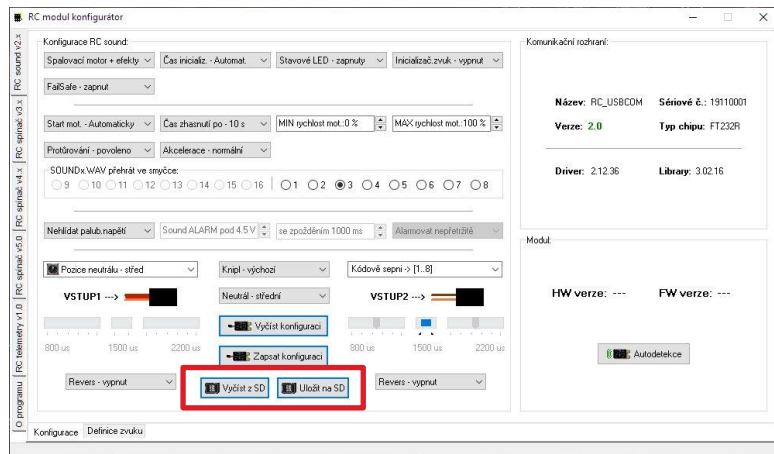 RC modul konfigurátor
RC sound v2.x
RC spínač v3.x
RC spínač v4.x
RC spínač v5.0
RC telemetry v1.0
O programu
Konfigurace RC sound:
Spalovací motor + efekty
Čas inicializ. - Automat.
Stavové LED - zapnuty
Inicializač.zvuk - vypnut
FailSafe - zapnut
Start mot. - Automaticky
Čas zhasnutí po - 10 s
MIN rychlost mot.:0 %
MAX rychlost mot.:100 %
Protůrování - povoleno
Akcelerace - normální
SOUNDx.WAV přehrát ve smyčce:
9 10 11 12 13 14 15 16 1 2 3 4 5 6 7 8
Nehlídat palub.napětí
Sound ALARM pod 4.5 V
se zpožděním 1000 ms
Alarmovat nepřetržitě
Pozice neutrálu - střed
Knipl - výchozí
Kódově sepni -> [1..8]
VSTUP1 --->
Neutrál - střední
VSTUP2 --->
Vyčíst konfiguraci
800 us 1500 us 2200 us
800 us 1500 us 2200 us
Zapsat konfiguraci
Revers - vypnut
Vyčíst z SD
Uložit na SD
Revers - vypnut
Konfigurace
Definice zvuku
Komunikační rozhraní:
Název: RC_USBCOM Sériové č.: 19110001
Verze: 2.0 Typ chipu: FT232R
Driver: 2.12.36 Library: 3.02.16
Modul:
HW verze: --- FW verze: ---
Autodetekce